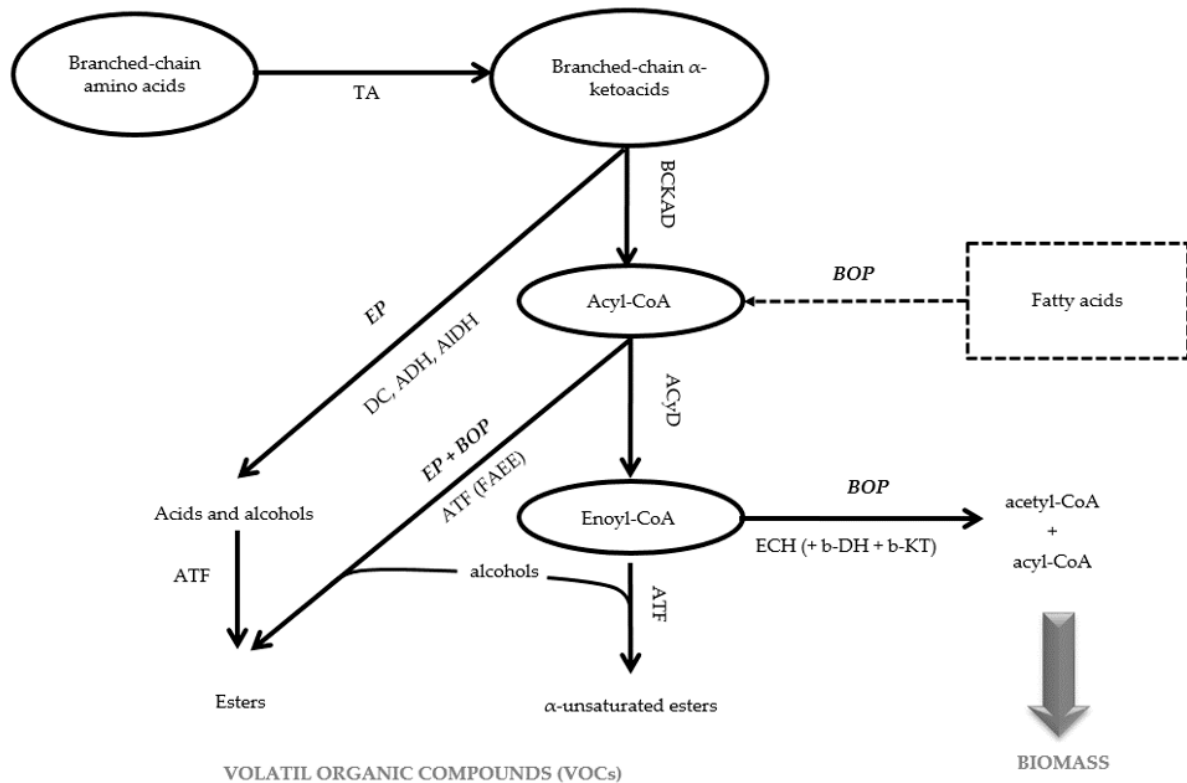 Branched-chain
amino acids
TA
Branched-chain α-
ketoacids
BCKAD
EP
DC, ADH, AlDH
Acyl-CoA
BOP
Fatty acids
ACyD
EP + BOP
ATF (FAEE)
Acids and alcohols
Enoyl-CoA
BOP
ECH (+ b-DH + b-KT)
acetyl-CoA
+
acyl-CoA
ATF
alcohols
ATF
Esters
α-unsaturated esters
VOLATIL ORGANIC COMPOUNDS (VOCs)
BIOMASS